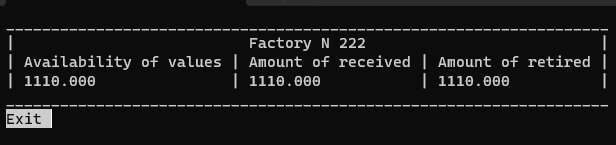 Factory N 222
| Availability of values | Amount of received | Amount of retired |
| 1110.000 | 1110.000 | 1110.000 |
Exit